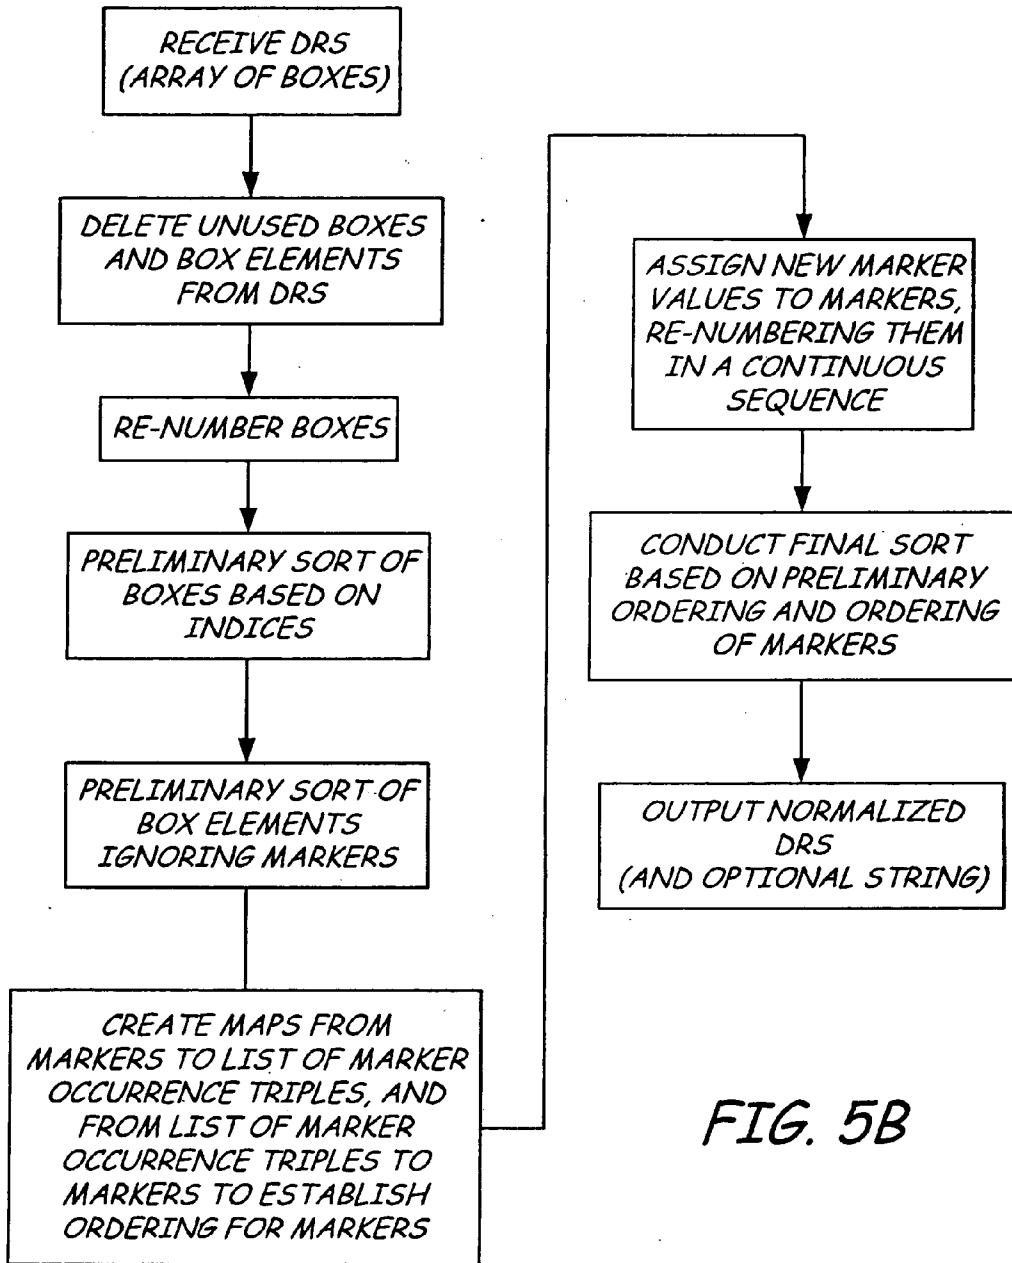 RECEIVE DRS
(ARRAY OF BOXES)
DELETE UNUSED BOXES
AND BOX ELEMENTS
FROM DRS
RE-NUMBER BOXES
PRELIMINARY SORT OF
BOXES BASED ON
INDICES
PRELIMINARY SORT OF
BOX ELEMENTS
IGNORING MARKERS
CREATE MAPS FROM
MARKERS TO LIST OF MARKER
OCCURRENCE TRIPLES, AND
FROM LIST OF MARKER
OCCURRENCE TRIPLES TO
MARKERS TO ESTABLISH
ORDERING FOR MARKERS
ASSIGN NEW MARKER
VALUES TO MARKERS,
RE-NUMBERING THEM
IN A CONTINUOUS
SEQUENCE
CONDUCT FINAL SORT
BASED ON PRELIMINARY
ORDERING AND ORDERING
OF MARKERS
OUTPUT NORMALIZED
DRS
(AND OPTIONAL STRING)
FIG. 5B